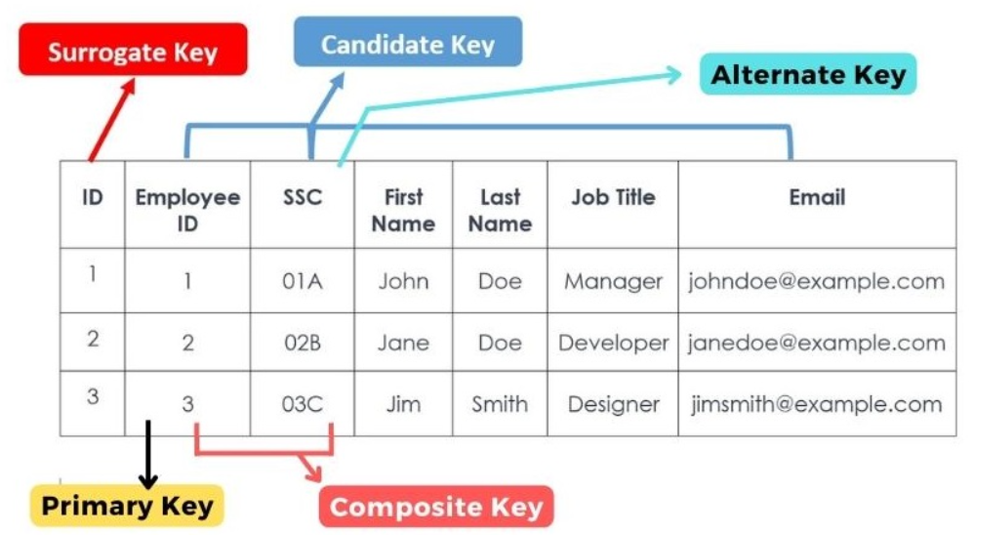 Surrogate Key
Candidate Key
Alternate Key
ID Employee ID SSC First Name Last Name Job Title Email
1 1 01A John Doe Manager johndoe@example.com
2 2 02B Jane Doe Developer janedoe@example.com
3 3 03C Jim Smith Designer jimsmith@example.com
Primary Key
Composite Key